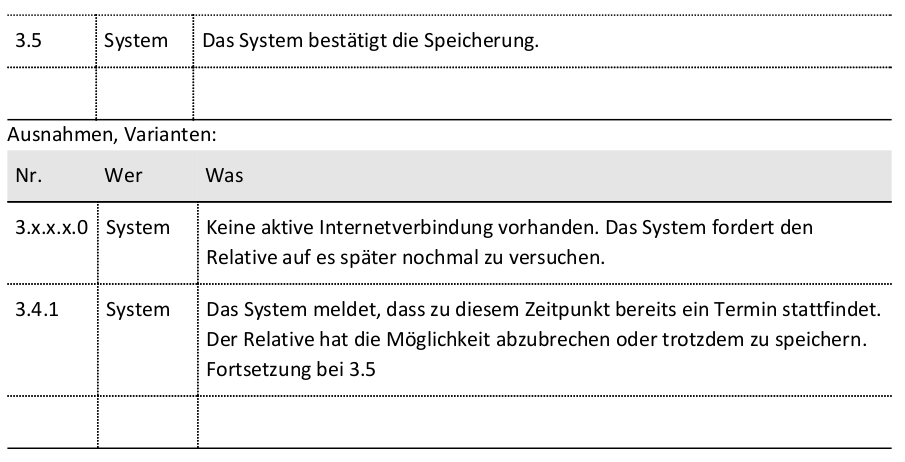 3.5 System Das System bestätigt die Speicherung.
Ausnahmen, Varianten:
Nr. Wer Was
3.x.x.x.0 System Keine aktive Internetverbindung vorhanden. Das System fordert den
Relative auf es später nochmal zu versuchen.
3.4.1 System Das System meldet, dass zu diesem Zeitpunkt bereits ein Termin stattfindet.
Der Relative hat die Möglichkeit abzubrechen oder trotzdem zu speichern.
Fortsetzung bei 3.5